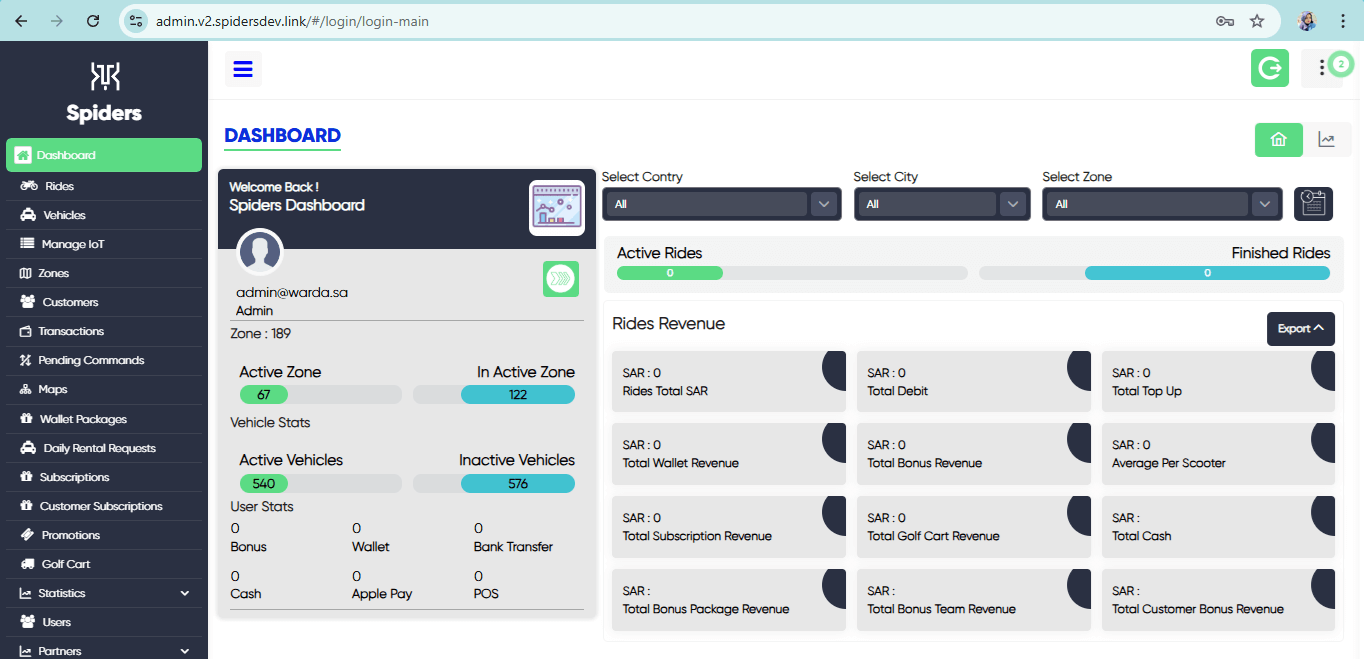 admin.v2.spidersdev.link/#/login/login-main
Spiders
Dashboard
Rides
Vehicles
Manage IoT
Zones
Customers
Transactions
Pending Commands
Maps
Wallet Packages
Daily Rental Requests
Subscriptions
Customer Subscriptions
Promotions
Golf Cart
Statistics
Users
Partners
2
DASHBOARD
Welcome Back !
Spiders Dashboard
admin@warda.sa
Admin
Zone : 189
Active Zone In Active Zone
67 122
Vehicle Stats
Active Vehicles Inactive Vehicles
540 576
User Stats
0 0 0
Bonus Wallet Bank Transfer
0 0 0
Cash Apple Pay POS
Select Contry Select City Select Zone
All All All
Active Rides Finished Rides
0 0
Rides Revenue
Export
SAR : 0 SAR : 0 SAR : 0
Rides Total SAR Total Debit Total Top Up
SAR : 0 SAR : 0 SAR : 0
Total Wallet Revenue Total Bonus Revenue Average Per Scooter
SAR : 0 SAR : 0 SAR :
Total Subscription Revenue Total Golf Cart Revenue Total Cash
SAR : SAR : SAR :
Total Bonus Package Revenue Total Bonus Team Revenue Total Customer Bonus Revenue